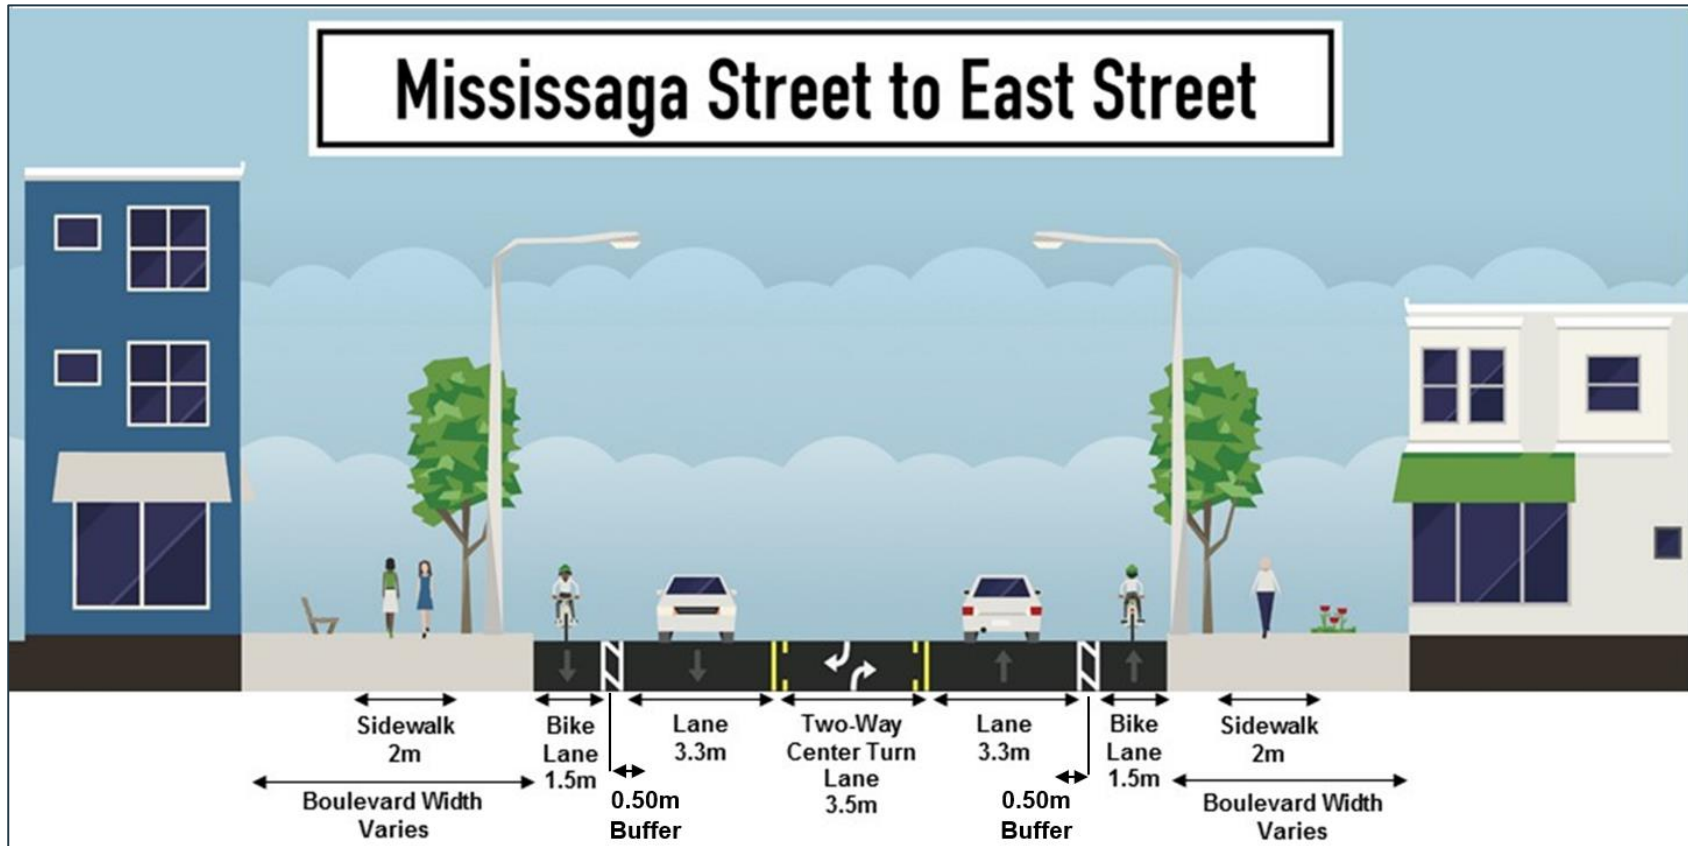 Mississaga Street to East Street
Sidewalk
2m
Boulevard Width
Varies
Bike
Lane
1.5m
0.50m
Buffer
Lane
3.3m
Two-Way
Center Turn
Lane
3.5m
Lane
3.3m
0.50m
Buffer
Bike
Lane
1.5m
Sidewalk
2m
Boulevard Width
Varies